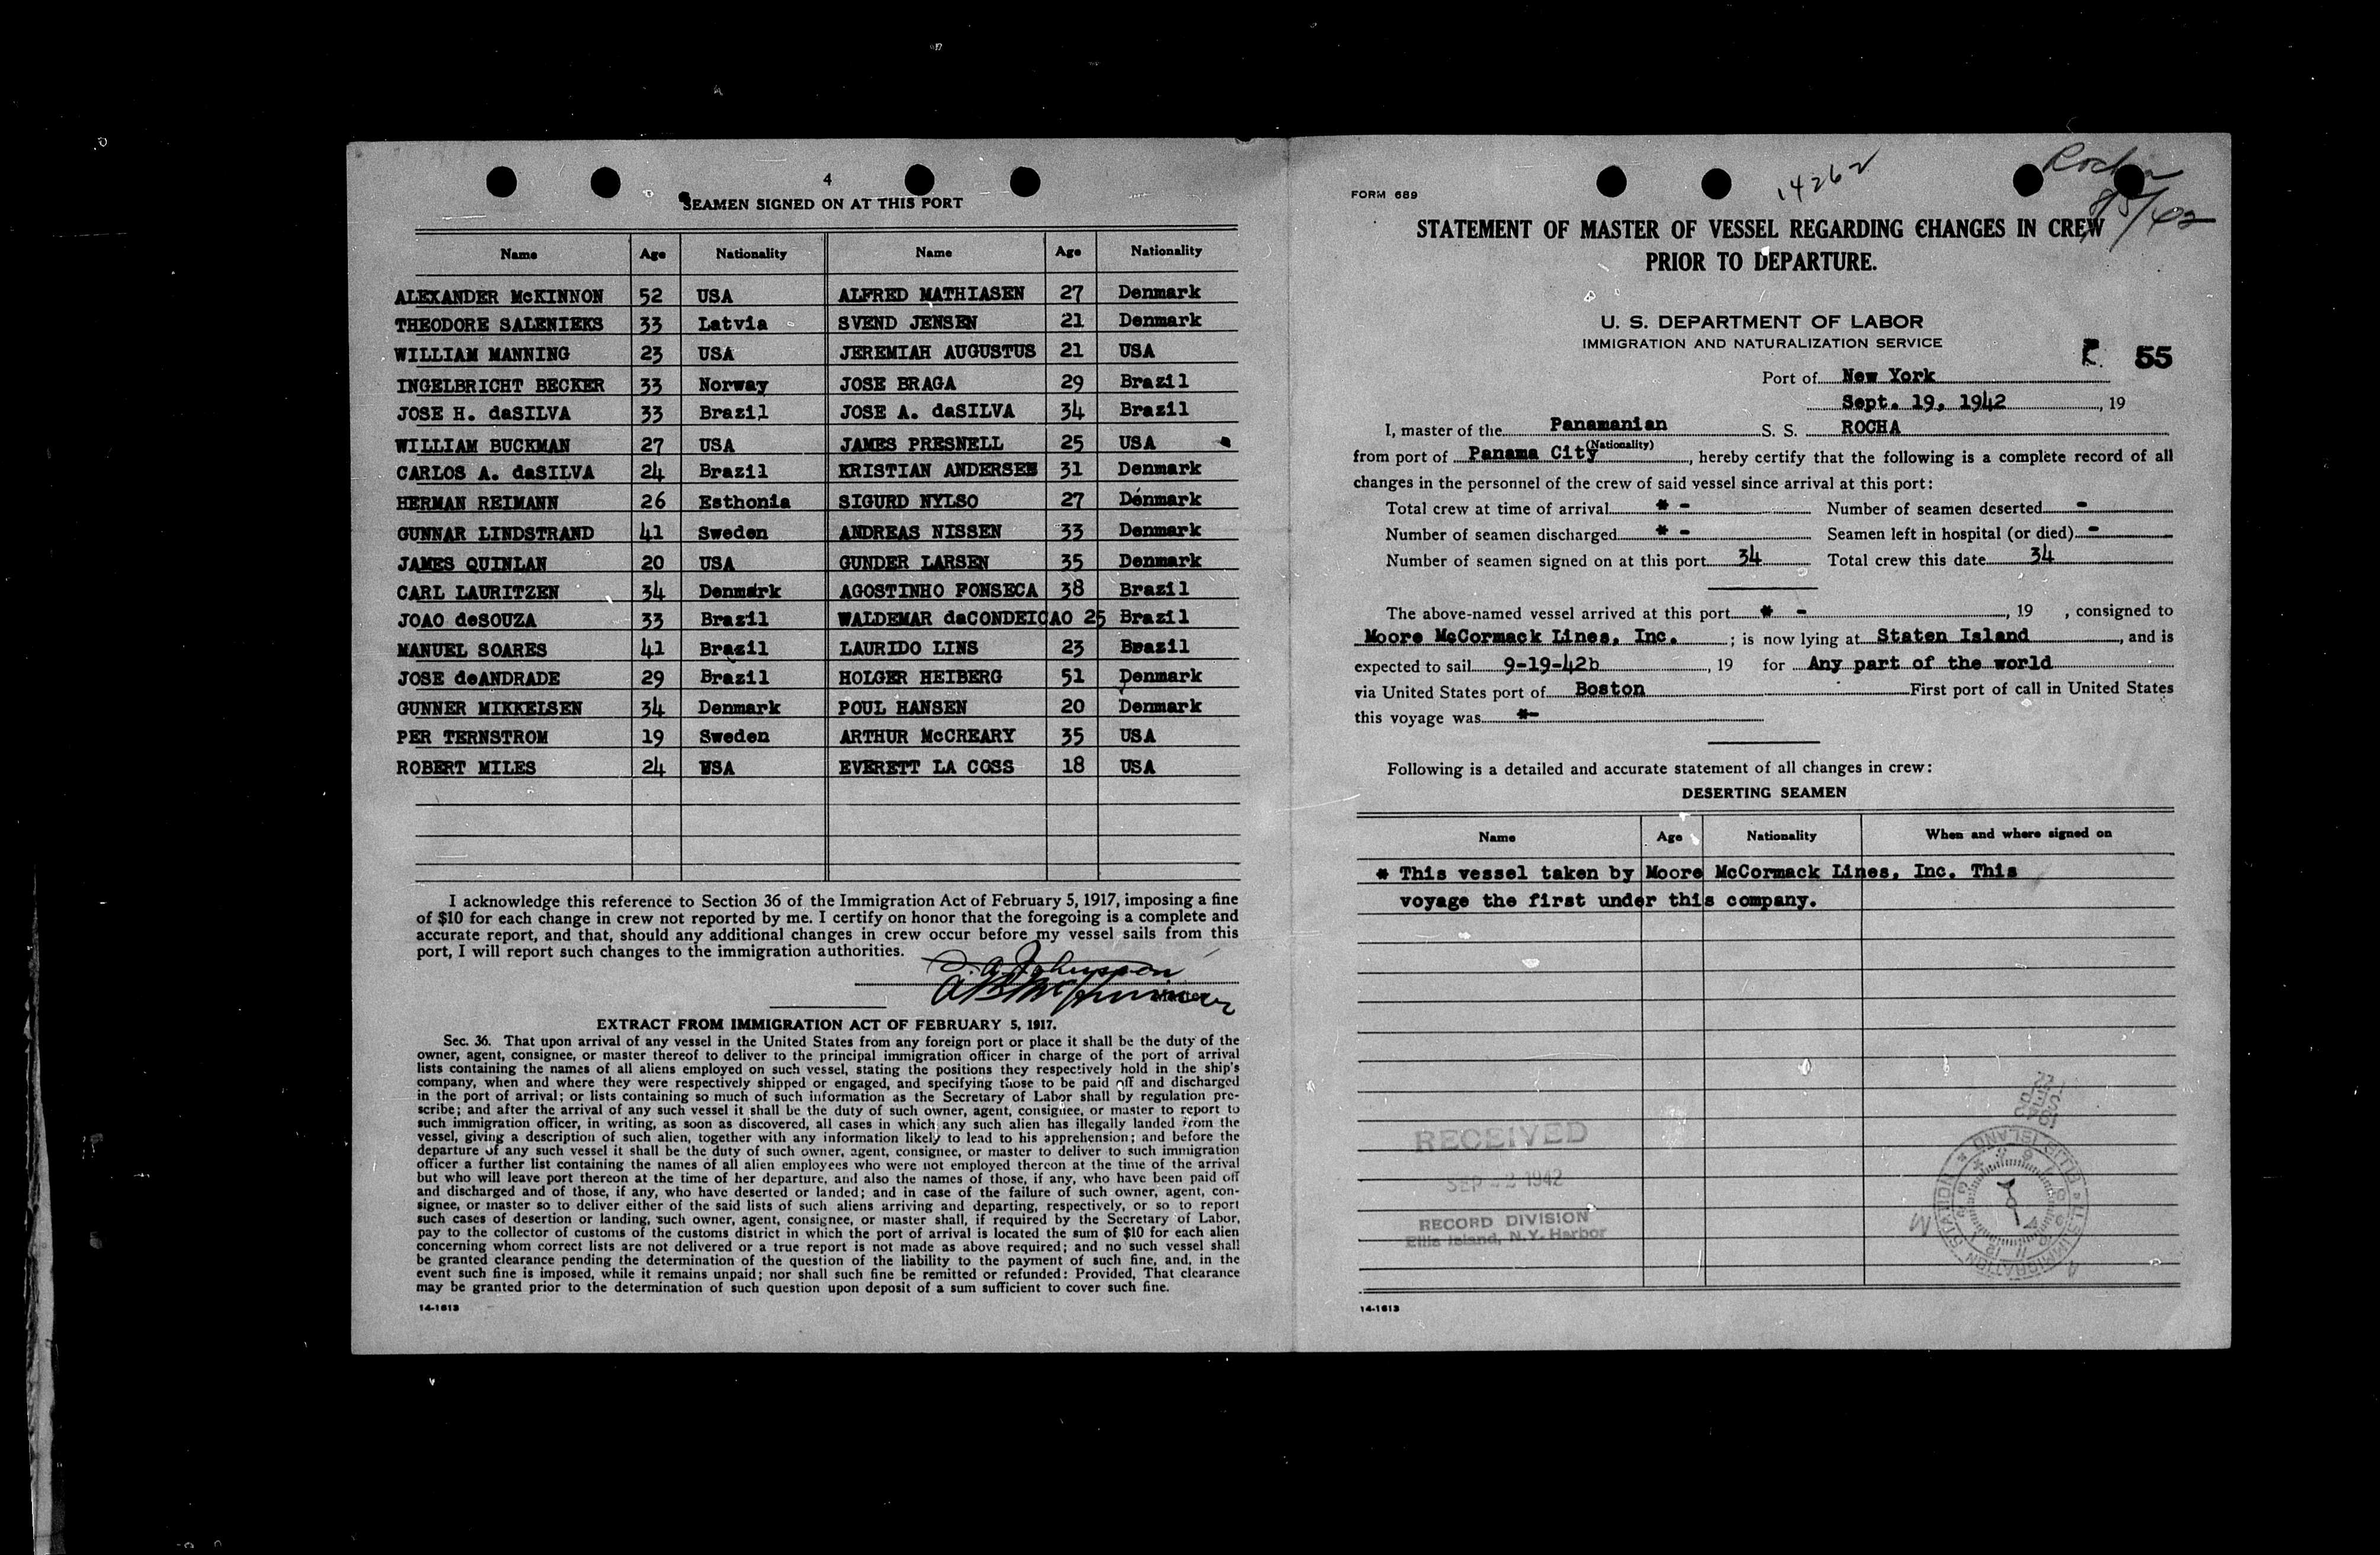 4
SEAMEN SIGNED ON AT THIS PORT
Name Age Nationality Name Age Nationality
ALEXANDER McKINNON 52 USA ALFRED MATHIASEN 27 Denmark
THEODORE SALENIEKS 33 Latvia SVEND JENSEN 21 Denmark
WILLIAM MANNING 23 USA JEREMIAH AUGUSTUS 21 USA
INGELBRICHT BECKER 33 Norway JOSE BRAGA 29 Brazil
JOSE H. daSILVA 33 Brazil JOSE A. daSILVA 34 Brazil
WILLIAM BUCKMAN 27 USA JAMES PRESNELL 25 USA
CARLOS A. daSILVA 24 Brazil KRISTIAN ANDERSEN 31 Denmark
HERMAN REIMANN 26 Esthonia SIGURD NYLSO 27 Denmark
GUNNAR LINDSTRAND 41 Sweden ANDREAS NISSEN 33 Denmark
JAMES QUINLAN 20 USA GUNDER LARSEN 35 Denmark
CARL LAURITZEN 34 Denmark AGOSTINHO FONSECA 38 Brazil
JOAO deSOUZA 33 Brazil WALDEMAR daCONDEICAO 25 Brazil
MANUEL SOARES 41 Brazil LAURIDO LINS 23 Brazil
JOSE deANDRADE 29 Brazil HOLGER HEIBERG 51 Denmark
GUNNER MIKKELSEN 34 Denmark POUL HANSEN 20 Denmark
PER TERNSTROM 19 Sweden ARTHUR McCREARY 35 USA
ROBERT MILES 24 USA EVERETT LA COSS 18 USA
I acknowledge this reference to Section 36 of the Immigration Act of February 5, 1917, imposing a fine
of $10 for each change in crew not reported by me. I certify on honor that the foregoing is a complete and
accurate report, and that, should any additional changes in crew occur before my vessel sails from this
port, I will report such changes to the immigration authorities.
EXTRACT FROM IMMIGRATION ACT OF FEBRUARY 5, 1917.
Sec. 36. That upon arrival of any vessel in the United States from any foreign port or place it shall be the duty of the
owner, agent, consignee, or master thereof to deliver to the principal immigration officer in charge of the port of arrival
lists containing the names of all aliens employed on such vessel, stating the positions they respectively hold in the ship's
company, when and where they were respectively shipped or engaged, and specifying those to be paid off and discharged
in the port of arrival; or lists containing so much of such information as the Secretary of Labor shall by regulation pre-
scribe; and after the arrival of any such vessel it shall be the duty of such owner, agent, consignee, or master to report to
such immigration officer, in writing, as soon as discovered, all cases in which any such alien has illegally landed from the
vessel, giving a description of such alien, together with any information likely to lead to his apprehension; and before the
departure of any such vessel it shall be the duty of such owner, agent, consignee, or master to deliver to such immigration
officer a further list containing the names of all alien employees who were not employed thereon at the time of the arrival
but who will leave port thereon at the time of her departure, and also the names of those, if any, who have been paid off
and discharged and of those, if any, who have deserted or landed; and in case of the failure of such owner, agent, con-
signee, or master so to deliver either of the said lists of such aliens arriving and departing, respectively, or so to report
such cases of desertion or landing, such owner, agent, consignee, or master shall, if required by the Secretary of Labor,
pay to the collector of customs of the customs district in which the port of arrival is located the sum of $10 for each alien
concerning whom correct lists are not delivered or a true report is not made as above required; and no such vessel shall
be granted clearance pending the determination of the question of the liability to the payment of such fine, and, in the
event such fine is imposed, while it remains unpaid; nor shall such fine be remitted or refunded: Provided, That clearance
may be granted prior to the determination of such question upon deposit of a sum sufficient to cover such fine.
14-1613
14262
Rocha
FORM 689
STATEMENT OF MASTER OF VESSEL REGARDING CHANGES IN CREW
PRIOR TO DEPARTURE.
U. S. DEPARTMENT OF LABOR
IMMIGRATION AND NATURALIZATION SERVICE
55
Port of New York
Sept. 19, 1942, 19
I, master of the Panamanian S. S. ROCHA
(Nationality)
from port of Panama City, hereby certify that the following is a complete record of all
changes in the personnel of the crew of said vessel since arrival at this port:
Total crew at time of arrival * - Number of seamen deserted -
Number of seamen discharged * - Seamen left in hospital (or died) -
Number of seamen signed on at this port 34 Total crew this date 34
The above-named vessel arrived at this port * -, 19 , consigned to
Moore McCormack Lines, Inc. ; is now lying at Staten Island, and is
expected to sail 9-19-42b, 19 for Any part of the world
via United States port of Boston First port of call in United States
this voyage was *-
Following is a detailed and accurate statement of all changes in crew:
DESERTING SEAMEN
Name Age Nationality When and where signed on
* This vessel taken by Moore McCormack Lines, Inc. This
voyage the first under this company.
RECEIVED
SEP 22 1942
RECORD DIVISION
Ellis Island, N.Y. Harbor
U.S. IMMIGRATION STATION * ELLIS ISLAND
14-1613